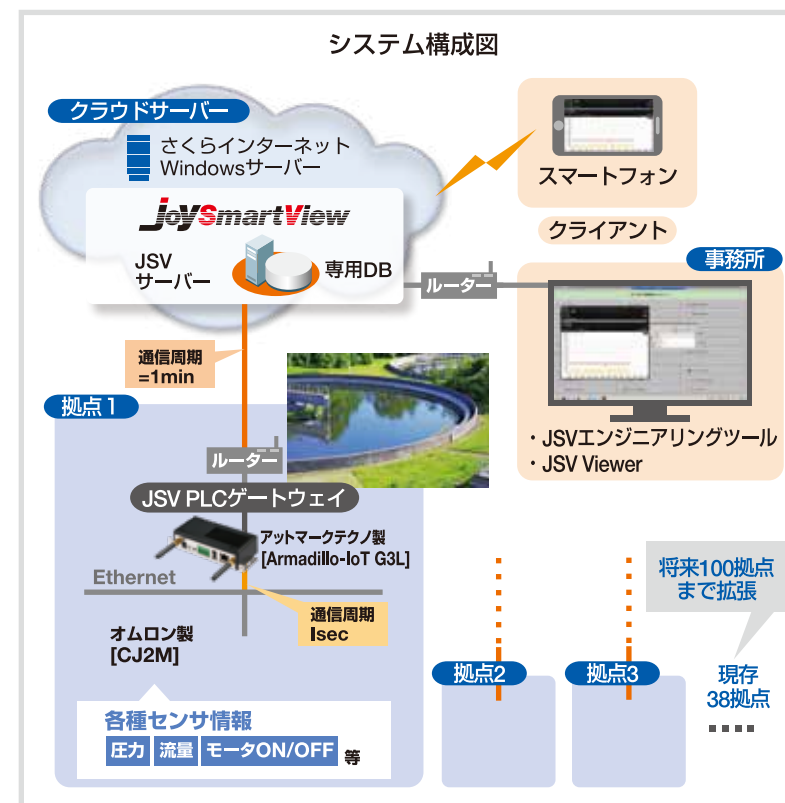 システム構成図
クラウドサーバー
さくらインターネット
Windowsサーバー
JoySmartView
JSV
サーバー
専用DB
スマートフォン
クライアント
ルーター
事務所
・JSVエンジニアリングツール
・JSV Viewer
通信周期
=1min
拠点1
ルーター
JSV PLCゲートウェイ
アットマークテクノ製
[Armadillo-IoT G3L]
Ethernet
通信周期
lsec
オムロン製
[CJ2M]
各種センサ情報
圧力 流量 モータON/OFF 等
拠点2
拠点3
将来100拠点
まで拡張
現存
38拠点